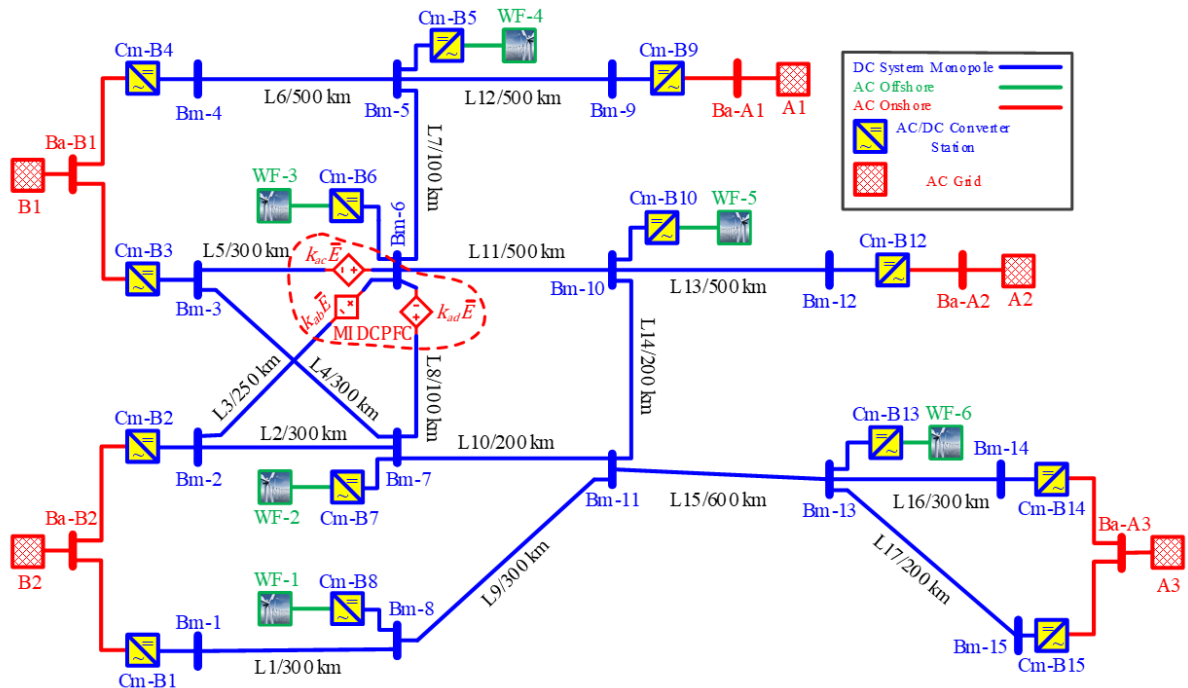 Cm-B5
WF-4
Cm-B4
Cm-B9
Bm-4
L6/500 km
Bm-5
L12/500 km
Bm-9
Ba-A1
A1
DC System Monopole
AC Offshore
AC Onshore
AC/DC Converter
Station
AC Grid
Ba-B1
B1
L7/100 km
WF-3
Cm-B6
Bm-6
Cm-B10
WF-5
Cm-B3
L5/300 km
k_ac Ē
L11/500 km
Cm-B12
Bm-3
k_ab Ē
k_ad Ē
MIDCPFC
Bm-10
L13/500 km
Bm-12
Ba-A2
A2
L3/250 km
L4/300 km
L8/100 km
L14/200 km
Cm-B2
L2/300 km
L10/200 km
Cm-B13
WF-6
Bm-14
Bm-2
WF-2
Cm-B7
Bm-7
Bm-11
L15/600 km
Bm-13
L16/300 km
Cm-B14
Ba-B2
B2
Ba-A3
A3
WF-1
Cm-B8
Bm-8
L9/300 km
L17/200 km
Bm-1
Cm-B1
L1/300 km
Bm-15
Cm-B15